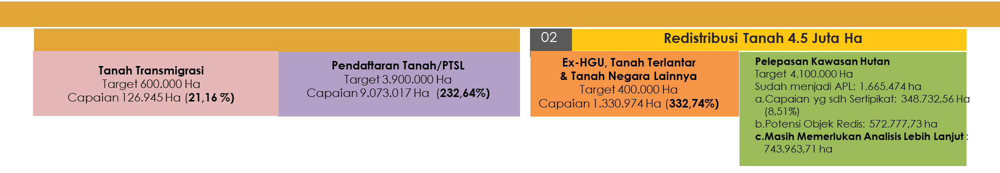 Tanah Transmigrasi
Target 600.000 Ha
Capaian 126.945 Ha (21,16 %)
Pendaftaran Tanah/PTSL
Target 3.900.000 Ha
Capaian 9.073.017 Ha (232,64%)
02
Redistribusi Tanah 4.5 Juta Ha
Ex-HGU, Tanah Terlantar
& Tanah Negara Lainnya
Target 400.000 Ha
Capaian 1.330.974 Ha (332,74%)
Pelepasan Kawasan Hutan
Target 4.100.000 Ha
Sudah menjadi APL: 1.665.474 ha
a.Capaian yg sdh Sertipikat: 348.732,56 Ha
(8,51%)
b.Potensi Objek Redis: 572.777,73 ha
c.Masih Memerlukan Analisis Lebih Lanjut :
743.963,71 ha